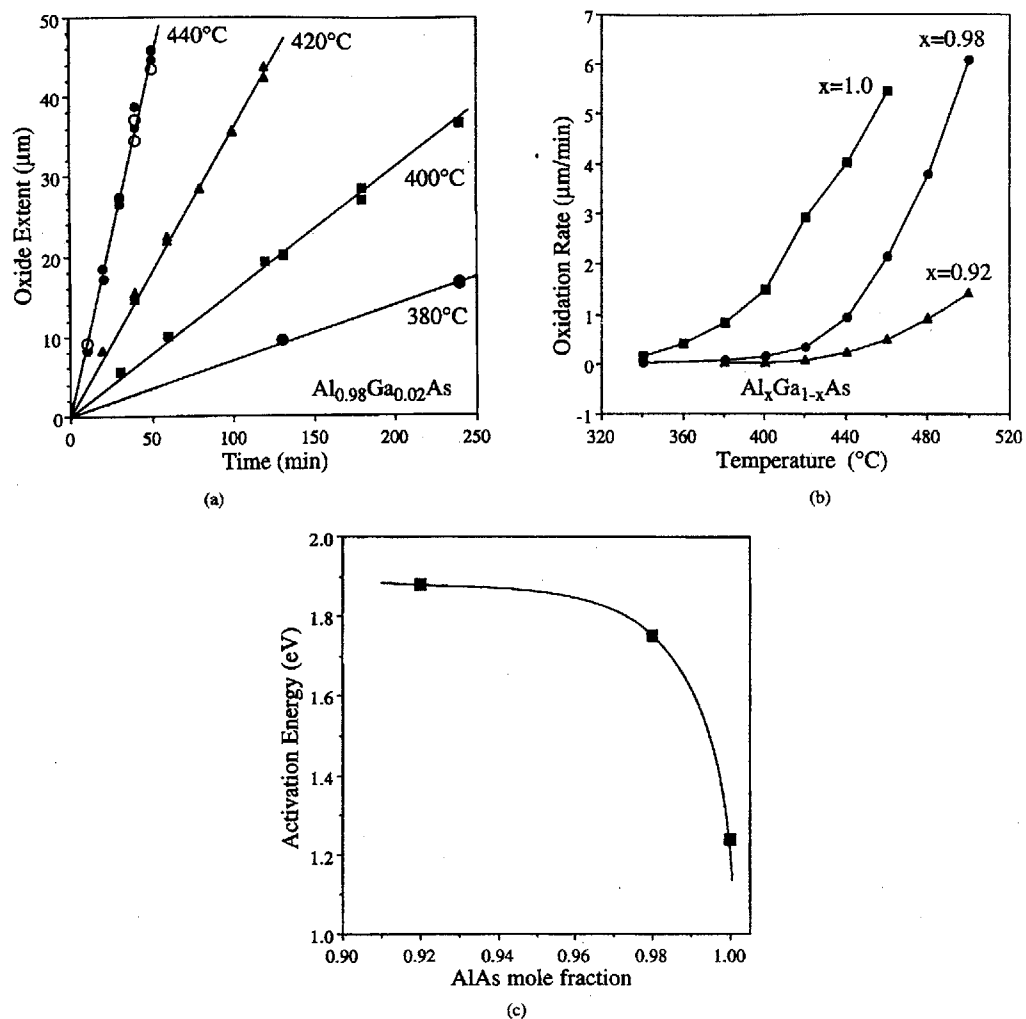 50
40
30
20
10
0
0
50
100
150
200
250
440°C
420°C
400°C
380°C
Al0.98Ga0.02As
Oxide Extent (μm)
Time (min)
(a)
7
6
5
4
3
2
1
0
-1
320
360
400
440
480
520
x=0.98
x=1.0
x=0.92
AlxGa1-xAs
Oxidation Rate (μm/min)
Temperature (°C)
(b)
2.0
1.8
1.6
1.4
1.2
1.0
0.90
0.92
0.94
0.96
0.98
1.00
Activation Energy (eV)
AlAs mole fraction
(c)